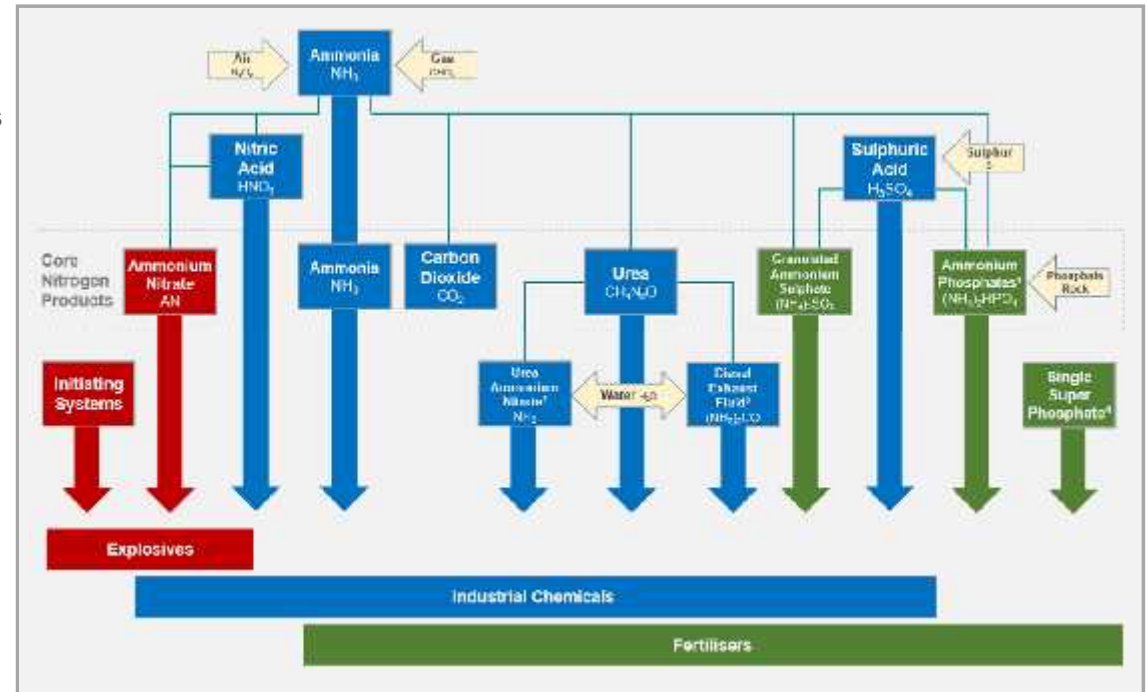 s
Air
Ammonia
NH₃
Gas
Nitric
Acid
HNO₃
Sulphuric
Acid
H₂SO₄
Sulphur
S
Core
Nitrogen
Products
Ammonium
Nitrate
AN
Ammonia
NH₃
Carbon
Dioxide
CO₂
Urea
CH₄N₂O
Granulated
Ammonium
Sulphate
Ammonium
Phosphates
Phosphate
Rock
Initiating
Systems
Urea
Ammonium
Nitrate
Water
Diesel
Exhaust
Fluid
Single
Super
Phosphate
Explosives
Industrial Chemicals
Fertilisers